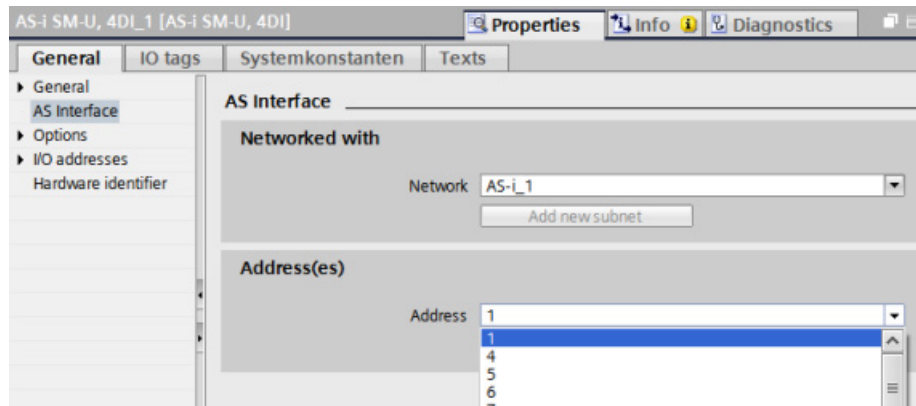 AS-i SM-U, 4DI_1 [AS-i SM-U, 4DI]
Properties
Info
Diagnostics
General
IO tags
Systemkonstanten
Texts
General
AS Interface
Options
I/O addresses
Hardware identifier
AS Interface
Networked with
Network AS-i_1
Add new subnet
Address(es)
Address 1
1
4
5
6